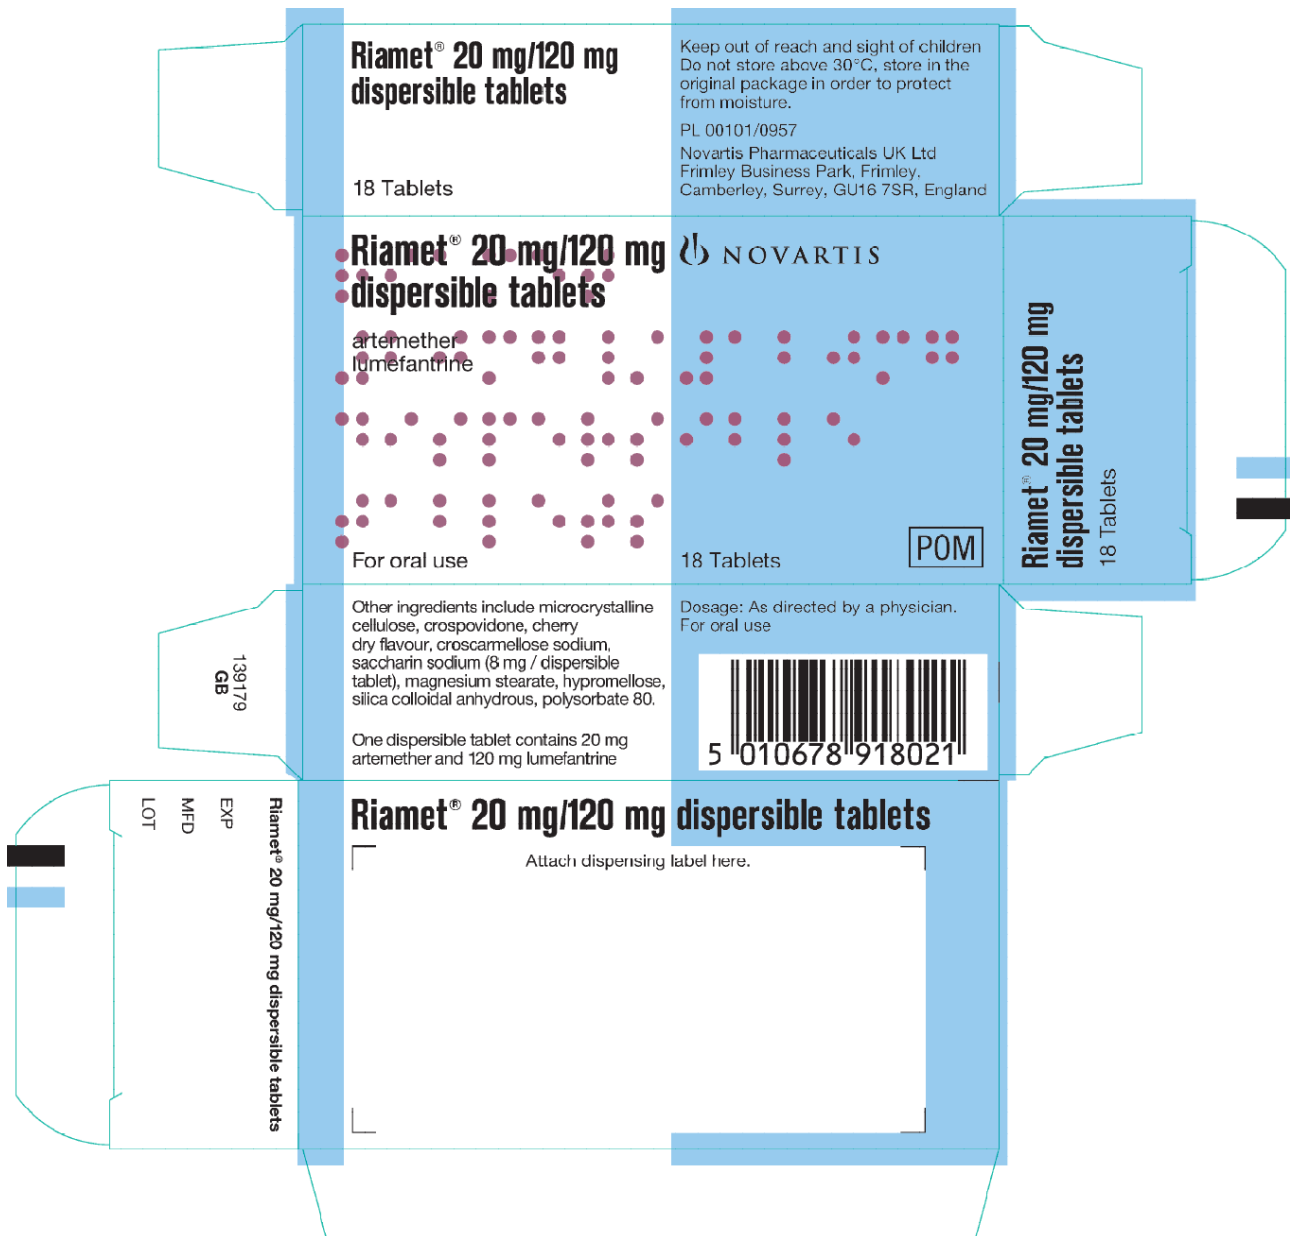 Riamet® 20 mg/120 mg
dispersible tablets
18 Tablets
Keep out of reach and sight of children
Do not store above 30°C, store in the
original package in order to protect
from moisture.
PL 00101/0957
Novartis Pharmaceuticals UK Ltd
Frimley Business Park, Frimley,
Camberley, Surrey, GU16 7SR, England
Riamet® 20 mg/120 mg
dispersible tablets
artemether
lumefantrine
For oral use
NOVARTIS
18 Tablets
POM
Riamet® 20 mg/120 mg
dispersible tablets
18 Tablets
139179
GB
Other ingredients include microcrystalline
cellulose, crospovidone, cherry
dry flavour, croscarmellose sodium,
saccharin sodium (8 mg / dispersible
tablet), magnesium stearate, hypromellose,
silica colloidal anhydrous, polysorbate 80.
One dispersible tablet contains 20 mg
artemether and 120 mg lumefantrine
Dosage: As directed by a physician.
For oral use
5 010678 918021
Riamet® 20 mg/120 mg dispersible tablets
EXP
MFD
LOT
Riamet® 20 mg/120 mg dispersible tablets
Attach dispensing label here.